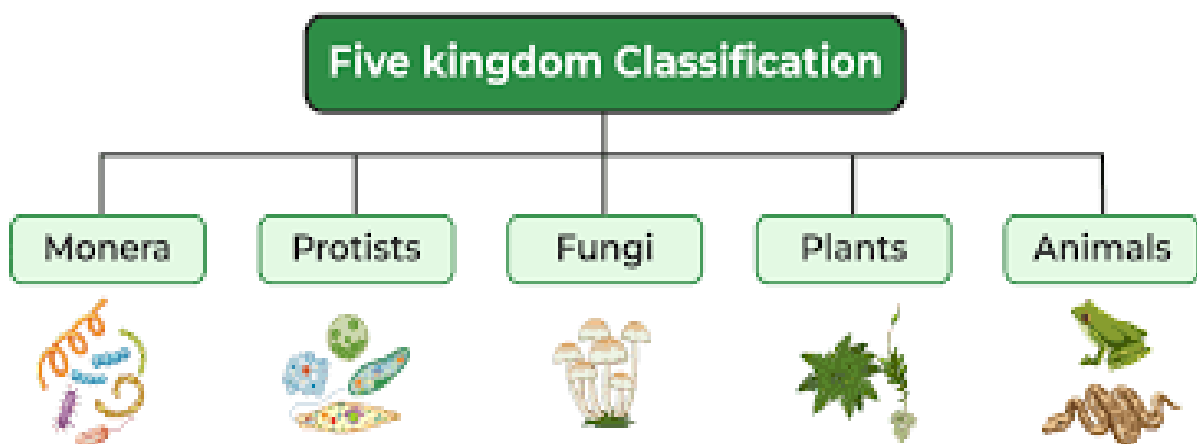 Five kingdom Classification
Monera
Protists
Fungi
Plants
Animals